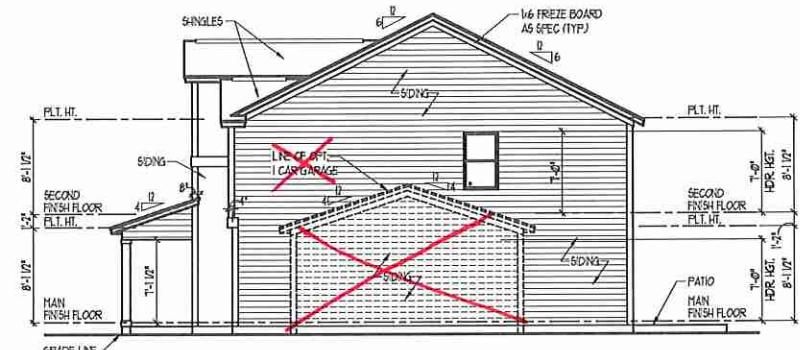 12
6
1x6 FREEZE BOARD
AS SPEC (TYP.)
SHINGLES
12
6
SIDING
PLT. HT.
PLT. HT.
LINE OF OPT.
1 CAR GARAGE
SIDING
8'-1 1/2"
7'-0"
7'-0"
HDR. HGT.
8'-1 1/2"
8"
12
4
12
4
12
4
4"
SECOND
FINISH FLOOR
SECOND
FINISH FLOOR
1'-2"
PLT. HT.
PLT. HT.
1'-2"
SIDING
SIDING
8'-1 1/2"
7'-1 1/2"
7'-0"
HDR. HGT.
8'-1 1/2"
PATIO
MAIN
FINISH FLOOR
MAIN
FINISH FLOOR